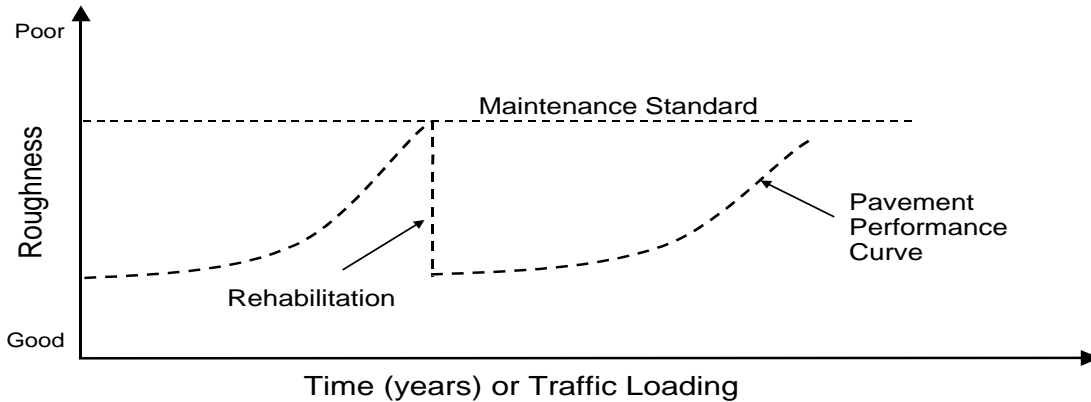 Poor
Maintenance Standard
Roughness
Pavement
Performance
Curve
Rehabilitation
Good
Time (years) or Traffic Loading